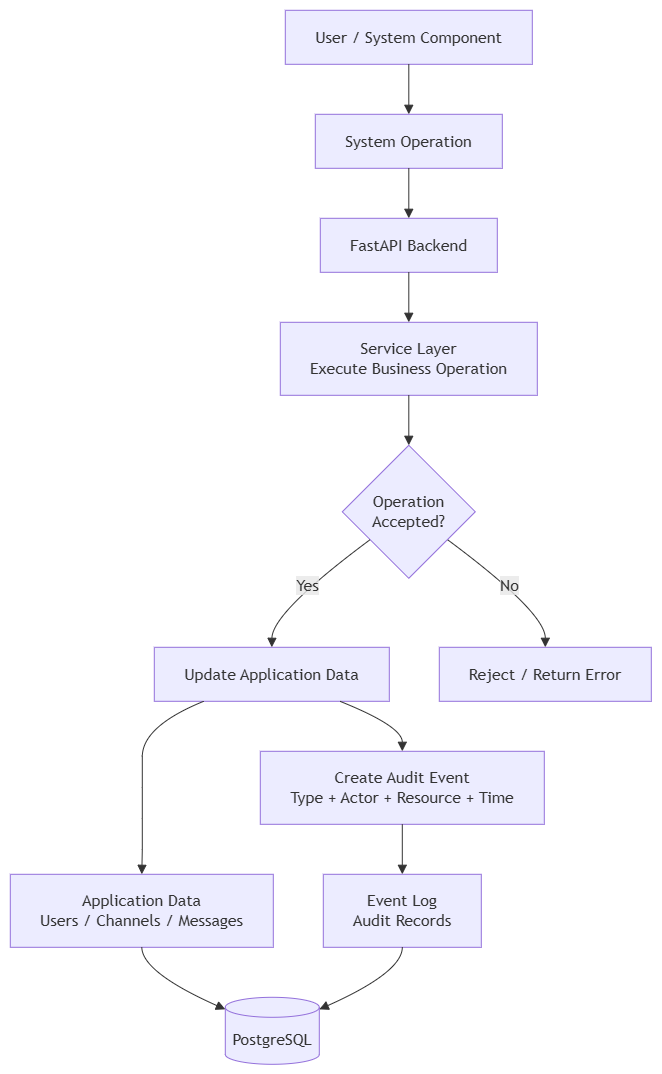 User / System Component
System Operation
FastAPI Backend
Service Layer
Execute Business Operation
Operation
Accepted?
Yes
No
Update Application Data
Reject / Return Error
Create Audit Event
Type + Actor + Resource + Time
Application Data
Users / Channels / Messages
Event Log
Audit Records
PostgreSQL